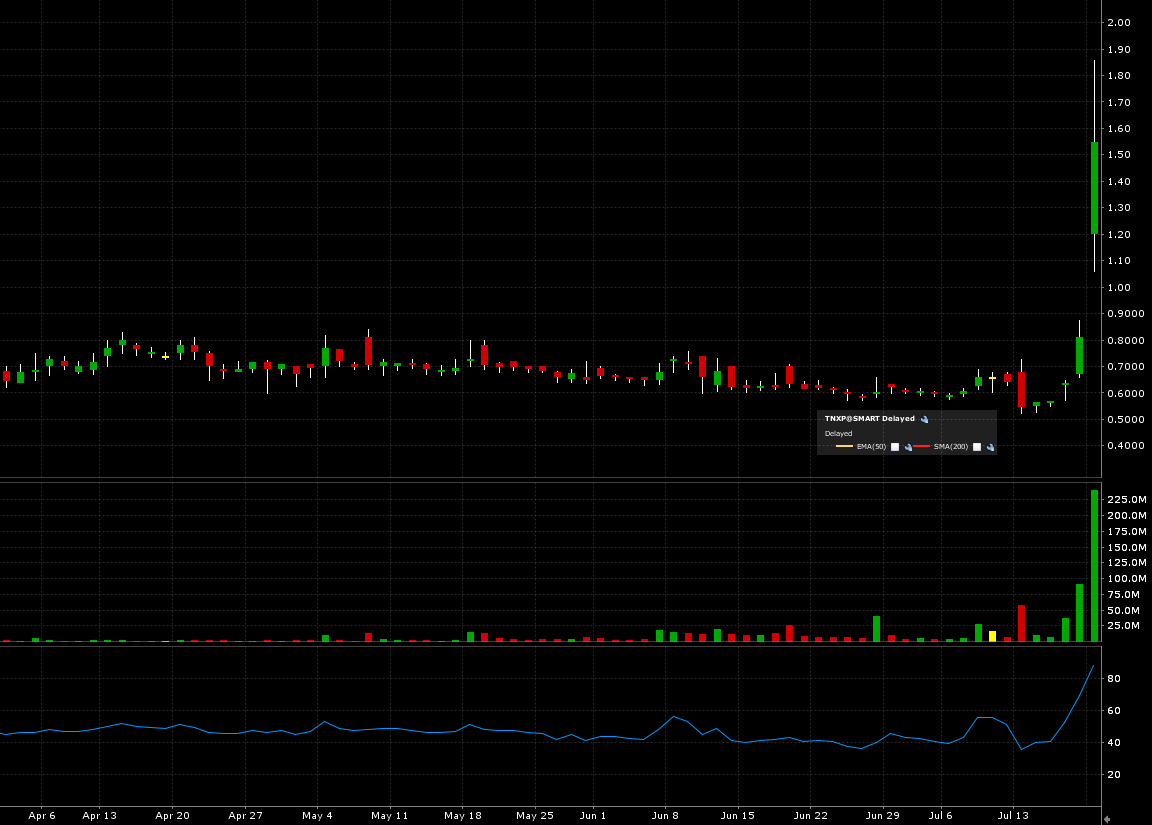 2.00
1.90
1.80
1.70
1.60
1.50
1.40
1.30
1.20
1.10
1.00
0.9000
0.8000
0.7000
0.6000
0.5000
0.4000
TNXP@SMART Delayed
Delayed
EMA(50) SMA(200)
225.0M
200.0M
175.0M
150.0M
125.0M
100.0M
75.0M
50.0M
25.0M
80
60
40
20
Apr 6 Apr 13 Apr 20 Apr 27 May 4 May 11 May 18 May 25 Jun 1 Jun 8 Jun 15 Jun 22 Jun 29 Jul 6 Jul 13